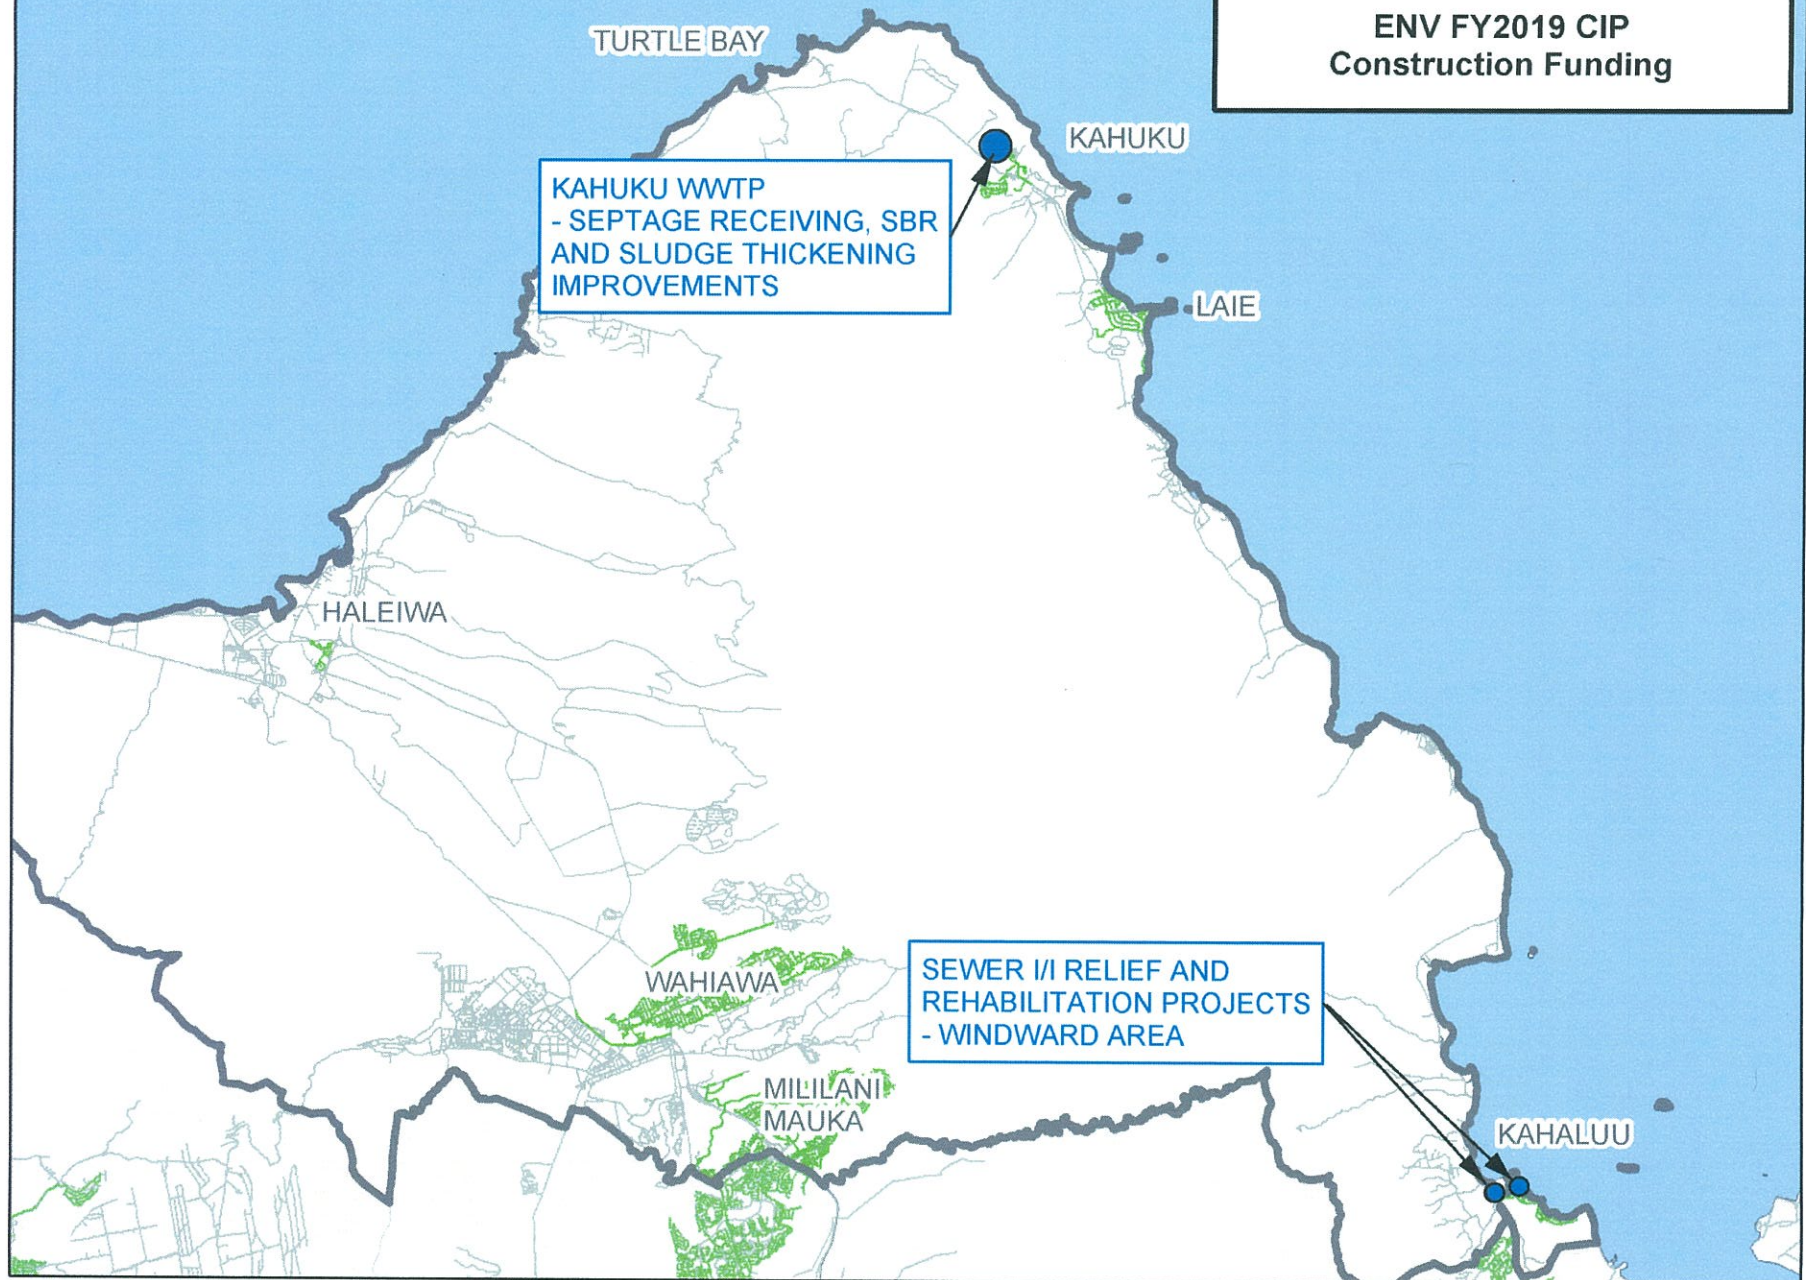 ENV FY2019 CIP
Construction Funding
TURTLE BAY
KAHUKU
KAHUKU WWTP
- SEPTAGE RECEIVING, SBR
AND SLUDGE THICKENING
IMPROVEMENTS
LAIE
HALEIWA
WAHIAWA
SEWER I/I RELIEF AND
REHABILITATION PROJECTS
- WINDWARD AREA
MILILANI
MAUKA
KAHALUU